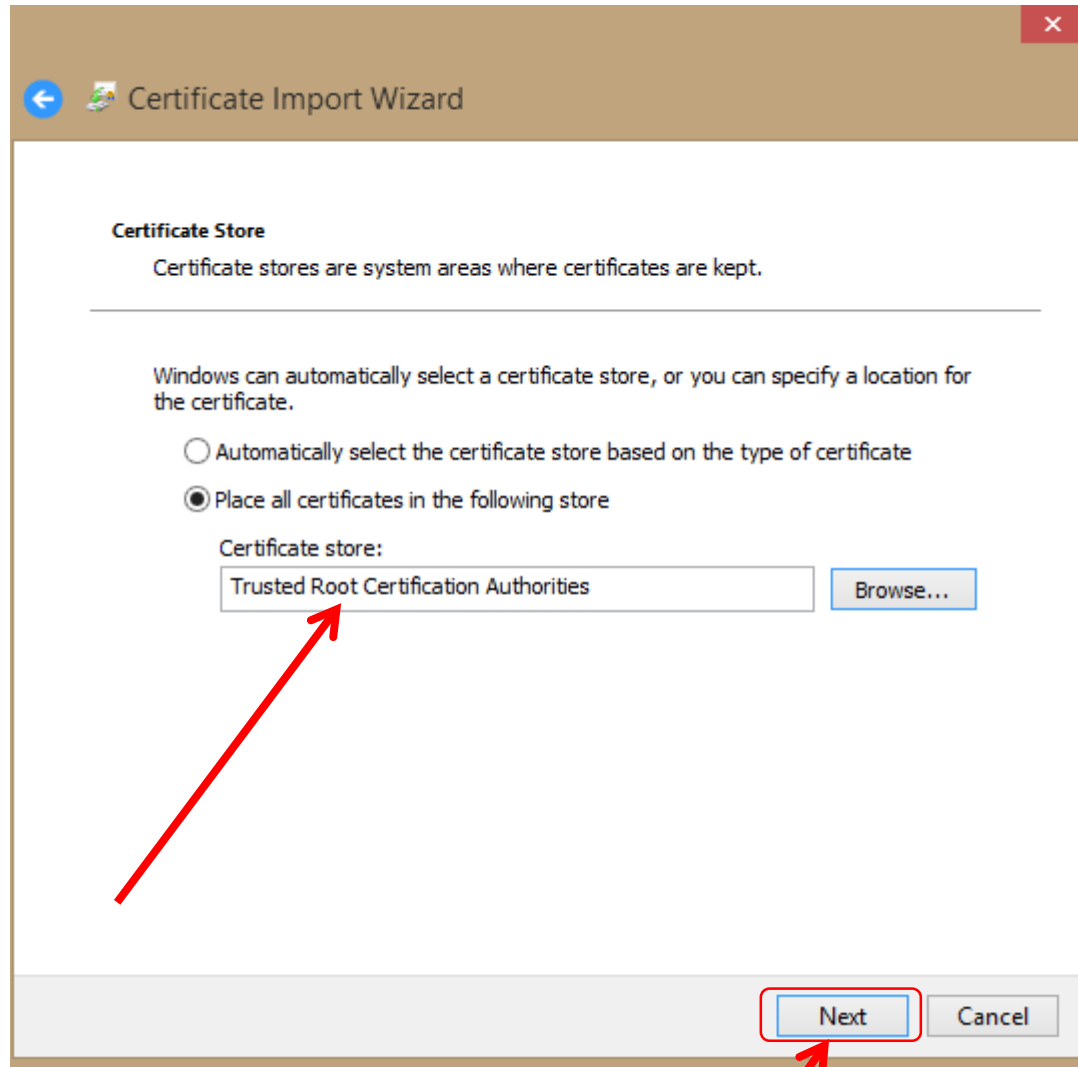 Certificate Import Wizard
Certificate Store
Certificate stores are system areas where certificates are kept.
Windows can automatically select a certificate store, or you can specify a location for
the certificate.
Automatically select the certificate store based on the type of certificate
Place all certificates in the following store
Certificate store:
Trusted Root Certification Authorities
Browse...
Next
Cancel